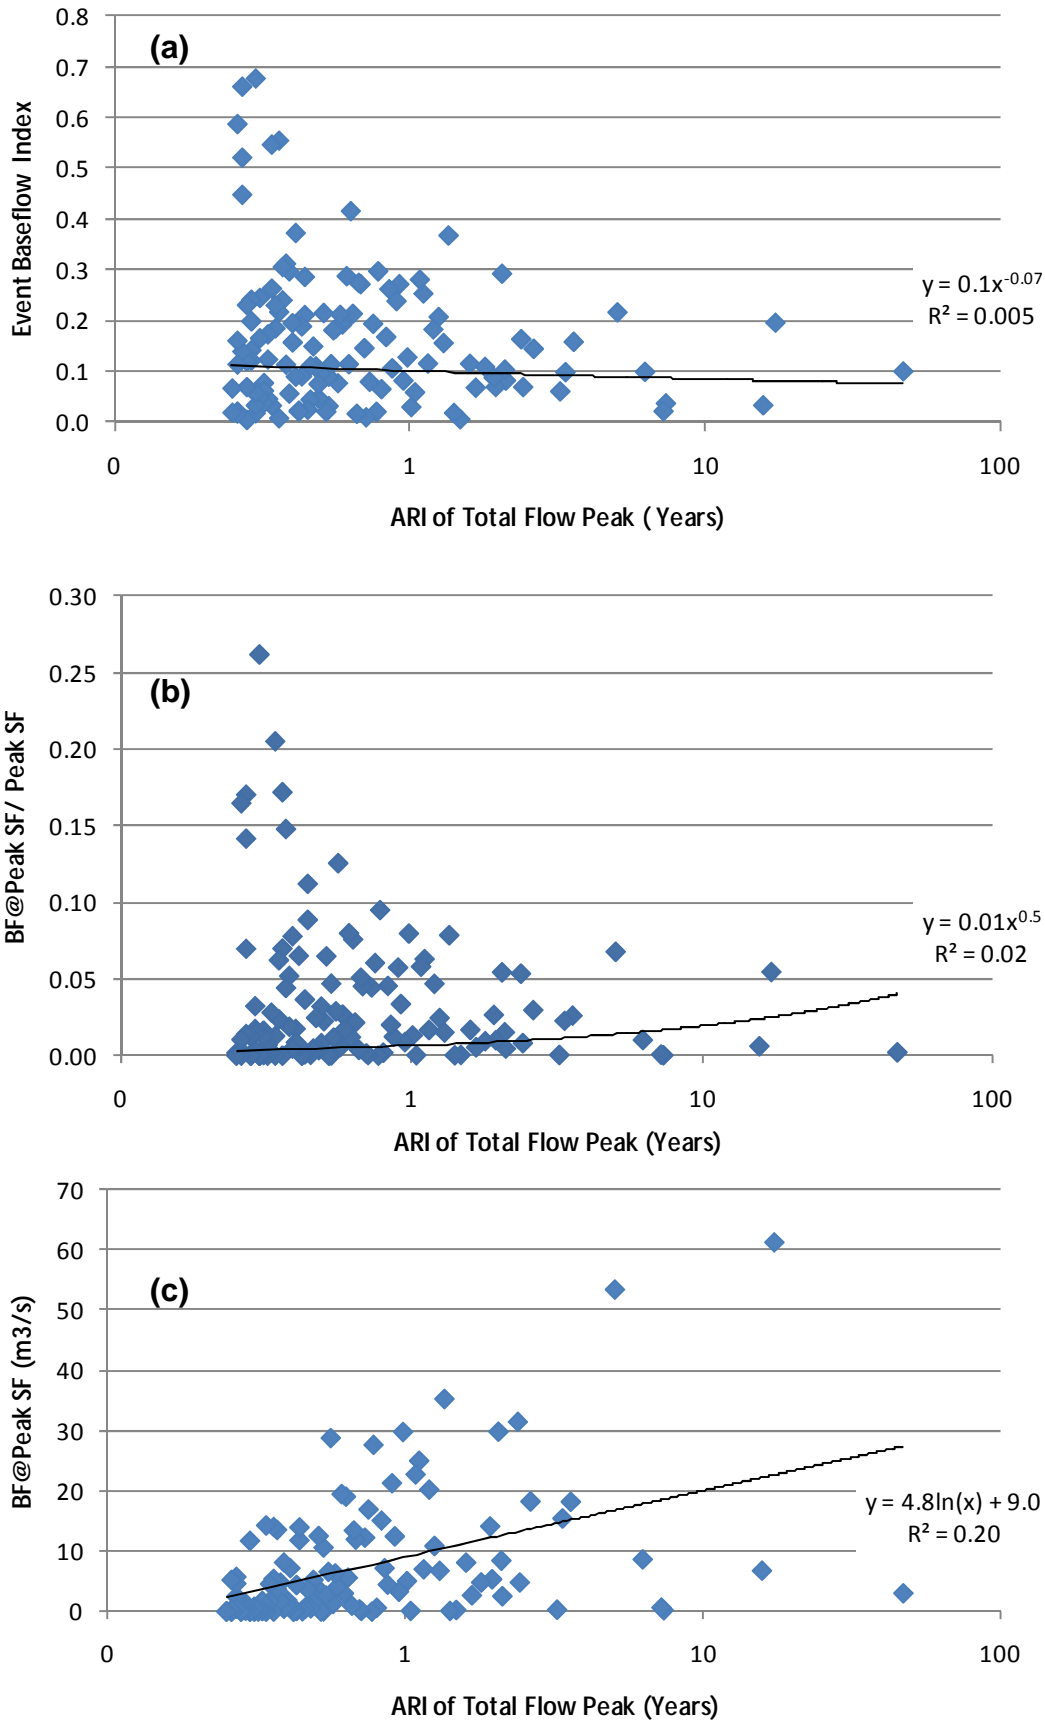 0.8
(a)
0.7
0.6
0.5
0.4
0.3
0.2
0.1
0.0
Event Baseflow Index
y = 0.1x^-0.07
R² = 0.005
0 1 10 100
ARI of Total Flow Peak ( Years)
0.30
0.25
(b)
0.20
0.15
0.10
0.05
0.00
BF@Peak SF/ Peak SF
y = 0.01x^0.5
R² = 0.02
0 1 10 100
ARI of Total Flow Peak (Years)
70
60
(c)
50
40
30
20
10
0
BF@Peak SF (m3/s)
y = 4.8ln(x) + 9.0
R² = 0.20
0 1 10 100
ARI of Total Flow Peak (Years)